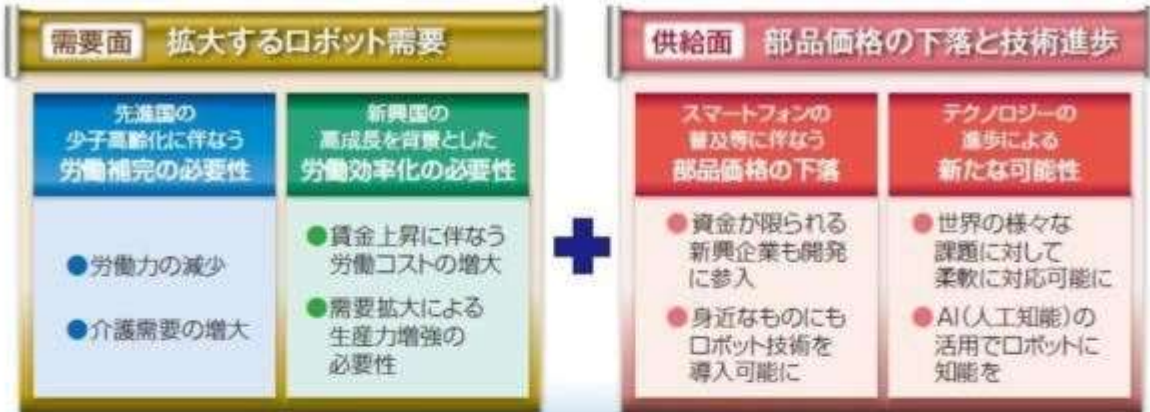 需要面 拡大するロボット需要
先進国の
少子高齢化に伴なう
労働補完の必要性
●労働力の減少
●介護需要の増大
新興国の
高成長を背景とした
労働効率化の必要性
●賃金上昇に伴なう
労働コストの増大
●需要拡大による
生産力増強の
必要性
供給面 部品価格の下落と技術進歩
スマートフォンの
普及等に伴なう
部品価格の下落
●資金が限られる
新興企業も開発
に参入
●身近なものにも
ロボット技術を
導入可能に
テクノロジーの
進歩による
新たな可能性
●世界の様々な
課題に対して
柔軟に対応可能に
●AI(人工知能)の
活用でロボットに
知能を